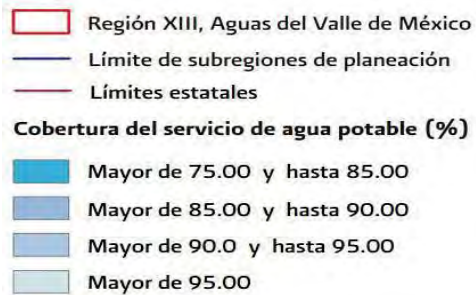 Región XIII, Aguas del Valle de México
Límite de subregiones de planeación
Límites estatales
Cobertura del servicio de agua potable (%)
Mayor de 75.00 y hasta 85.00
Mayor de 85.00 y hasta 90.00
Mayor de 90.0 y hasta 95.00
Mayor de 95.00